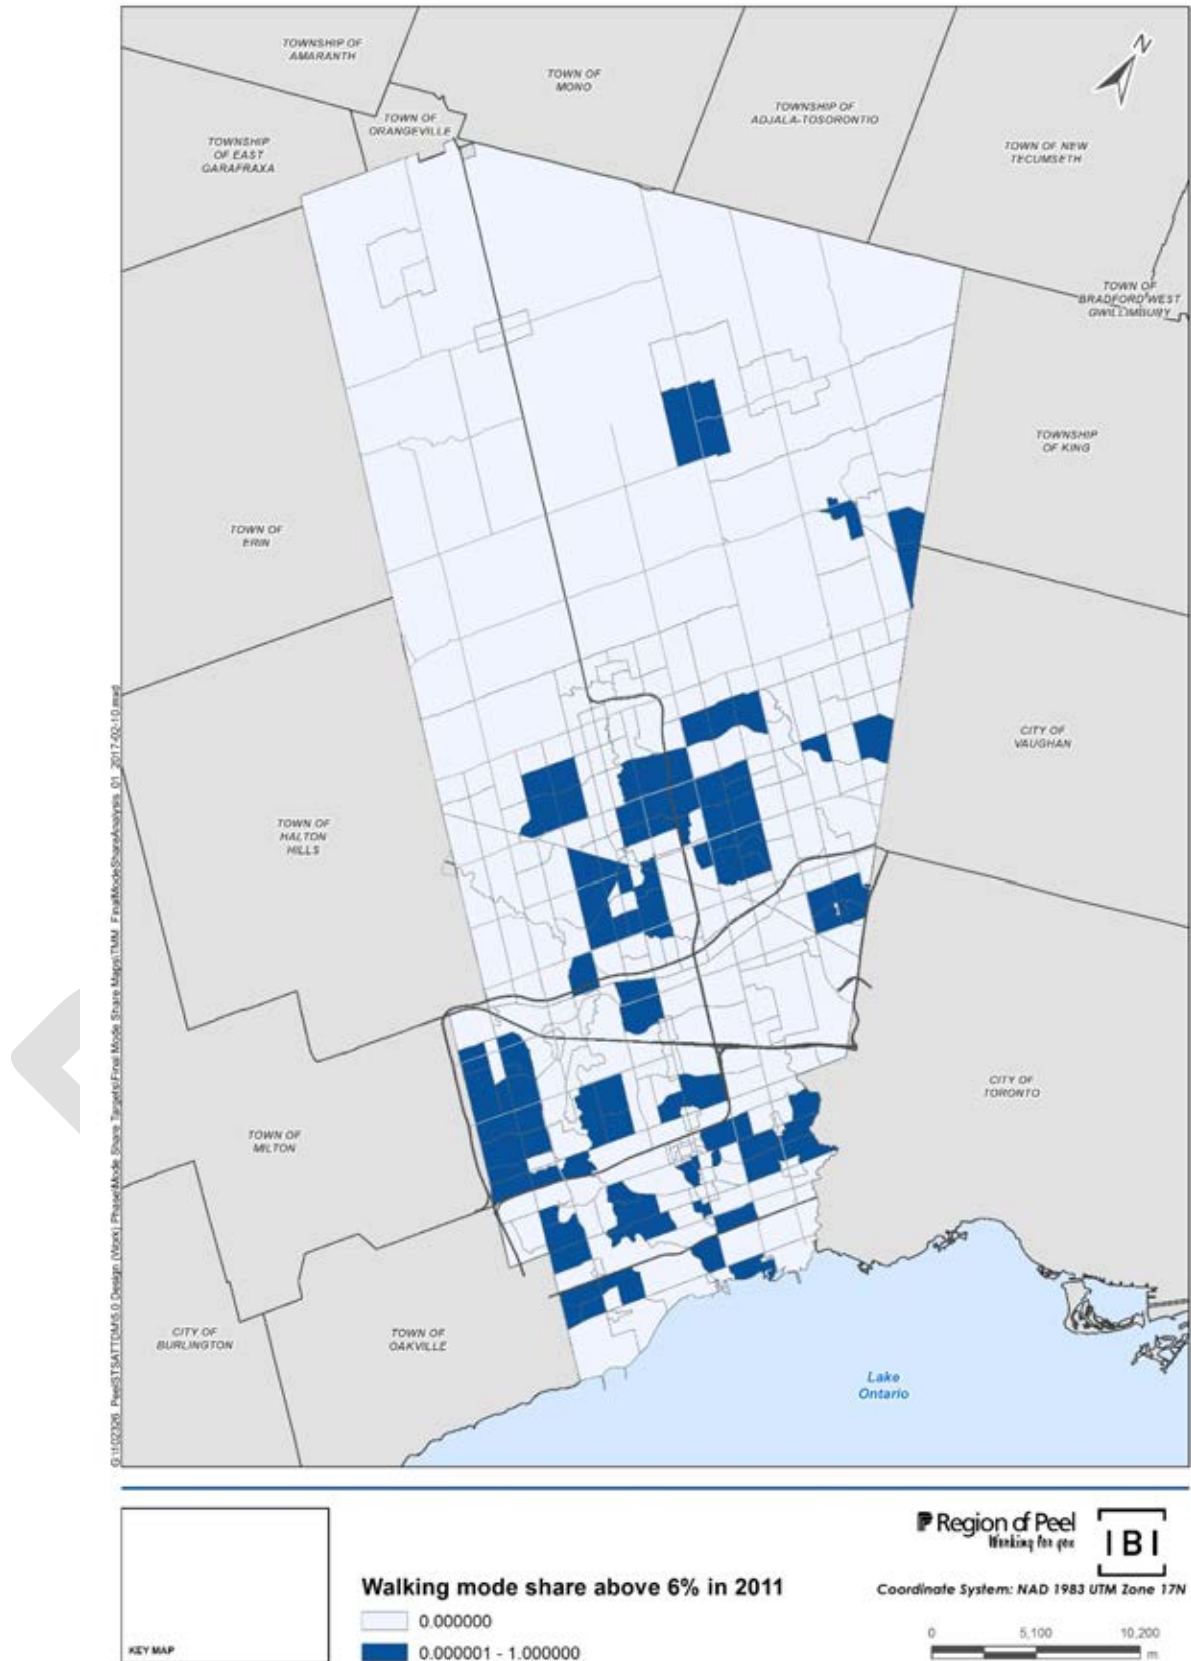 TOWNSHIP OF
AMARANTH
TOWN OF
MONO
TOWN OF
ORANGEVILLE
TOWNSHIP OF
ADJALA-TOSORONTIO
TOWNSHIP
OF EAST
GARAFRAXA
TOWN OF NEW
TECUMSETH
N
TOWN OF
BRADFORD WEST
GWILLIMBURY
TOWNSHIP
OF KING
TOWN OF
ERIN
CITY OF
VAUGHAN
TOWN OF
HALTON
HILLS
CITY OF
TORONTO
TOWN OF
MILTON
CITY OF
BURLINGTON
TOWN OF
OAKVILLE
Lake
Ontario
Region of Peel
Working for you
IBI
Coordinate System: NAD 1983 UTM Zone 17N
Walking mode share above 6% in 2011
0.000000
0.000001 - 1.000000
KEY MAP
0 5,100 10,200
m